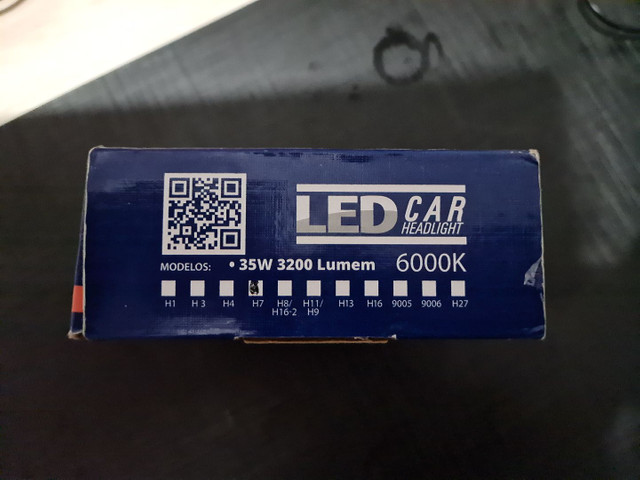 LED CAR
HEADLIGHT
MODELOS: • 35W 3200 Lumem 6000K
H1 H3 H4 H7 H8/ H11/ H13 H16 9005 9006 H27
H16-2 H9